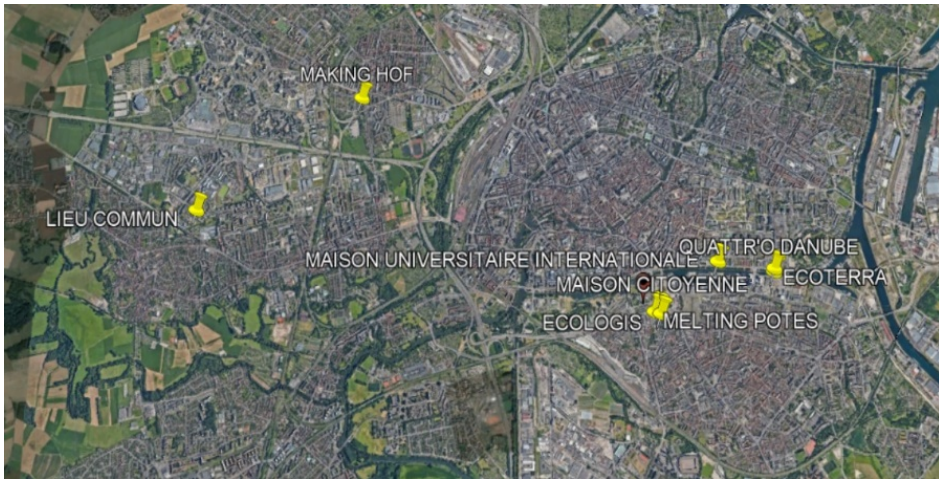 MAKING HOF
LIEU COMMUN
QUATTR'O DANUBE
MAISON UNIVERSITAIRE INTERNATIONALE
ECOTERRA
MAISON CITOYENNE
ECOLOGIS
MELTING POTES